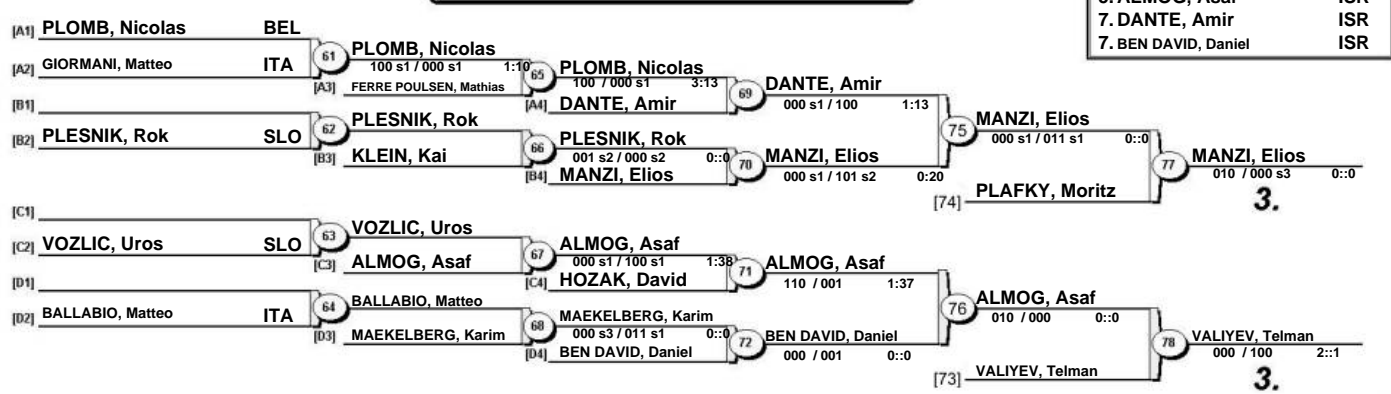 7. DANTE, Amir ISR
7. BEN DAVID, Daniel ISR
[A1] PLOMB, Nicolas BEL
[A2] GIORMANI, Matteo ITA
61 PLOMB, Nicolas
100 s1 / 000 s1 1:10
[A3] FERRE POULSEN, Mathias
65 PLOMB, Nicolas
100 / 000 s1 3:13
[A4] DANTE, Amir
69 DANTE, Amir
000 s1 / 100 1:13
[B1]
[B2] PLESNIK, Rok SLO
62 PLESNIK, Rok
[B3] KLEIN, Kai
66 PLESNIK, Rok
001 s2 / 000 s2 0::0
[B4] MANZI, Elios
70 MANZI, Elios
000 s1 / 101 s2 0:20
75 MANZI, Elios
000 s1 / 011 s1 0::0
[74] PLAFKY, Moritz
77 MANZI, Elios
010 / 000 s3 0::0
3.
[C1]
[C2] VOZLIC, Uros SLO
63 VOZLIC, Uros
[C3] ALMOG, Asaf
67 ALMOG, Asaf
000 s1 / 100 s1 1:38
[C4] HOZAK, David
71 ALMOG, Asaf
110 / 001 1:37
[D1]
[D2] BALLABIO, Matteo ITA
64 BALLABIO, Matteo
[D3] MAEKELBERG, Karim
68 MAEKELBERG, Karim
000 s3 / 011 s1 0::0
[D4] BEN DAVID, Daniel
72 BEN DAVID, Daniel
000 / 001 0::0
76 ALMOG, Asaf
010 / 000 0::0
[73] VALIYEV, Telman
78 VALIYEV, Telman
000 / 100 2::1
3.